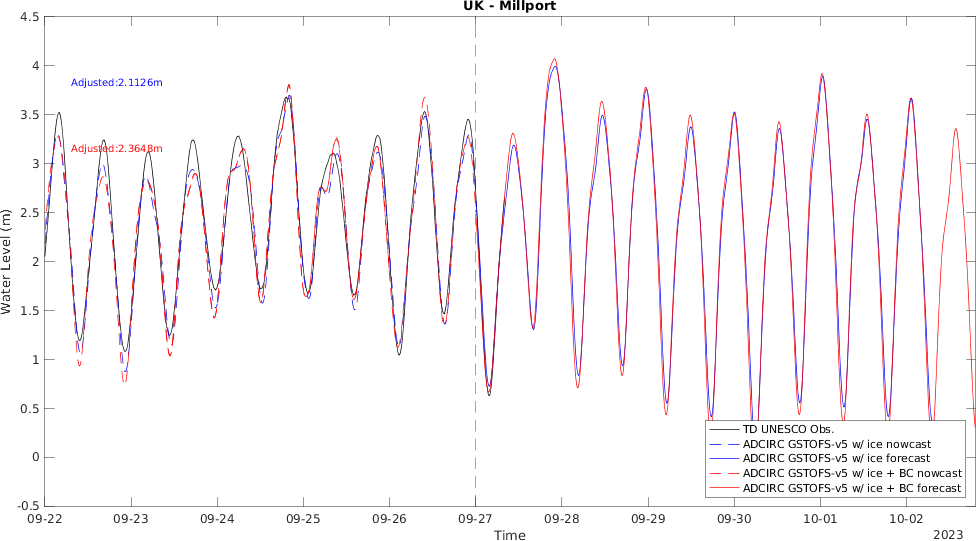 UK - Millport
4.5
4
3.5
3
2.5
2
1.5
1
0.5
0
-0.5
Water Level (m)
Adjusted:2.1126m
Adjusted:2.3648m
TD UNESCO Obs.
ADCIRC GSTOFS-v5 w/ ice nowcast
ADCIRC GSTOFS-v5 w/ ice forecast
ADCIRC GSTOFS-v5 w/ ice + BC nowcast
ADCIRC GSTOFS-v5 w/ ice + BC forecast
09-22 09-23 09-24 09-25 09-26 09-27 09-28 09-29 09-30 10-01 10-02
Time
2023